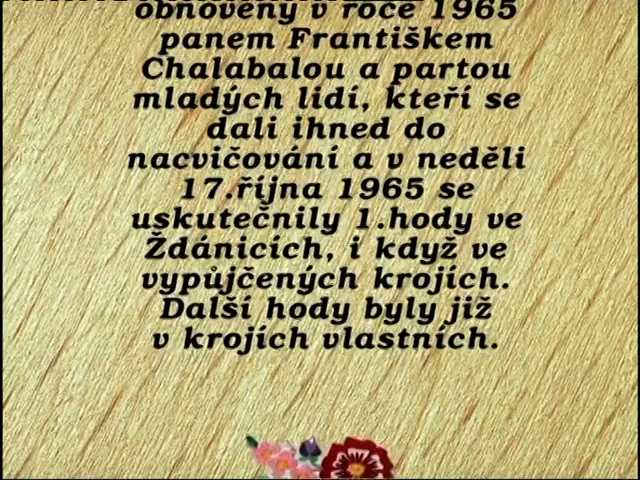 obnoveny v roce 1965
panem Františkem
Chalabalou a partou
mladých lidí, kteří se
dali ihned do
nacvičování a v neděli
17.října 1965 se
uskutečnily 1.hody ve
Ždánicích, i když ve
vypůjčených krojích.
Další hody byly již
v krojích vlastních.